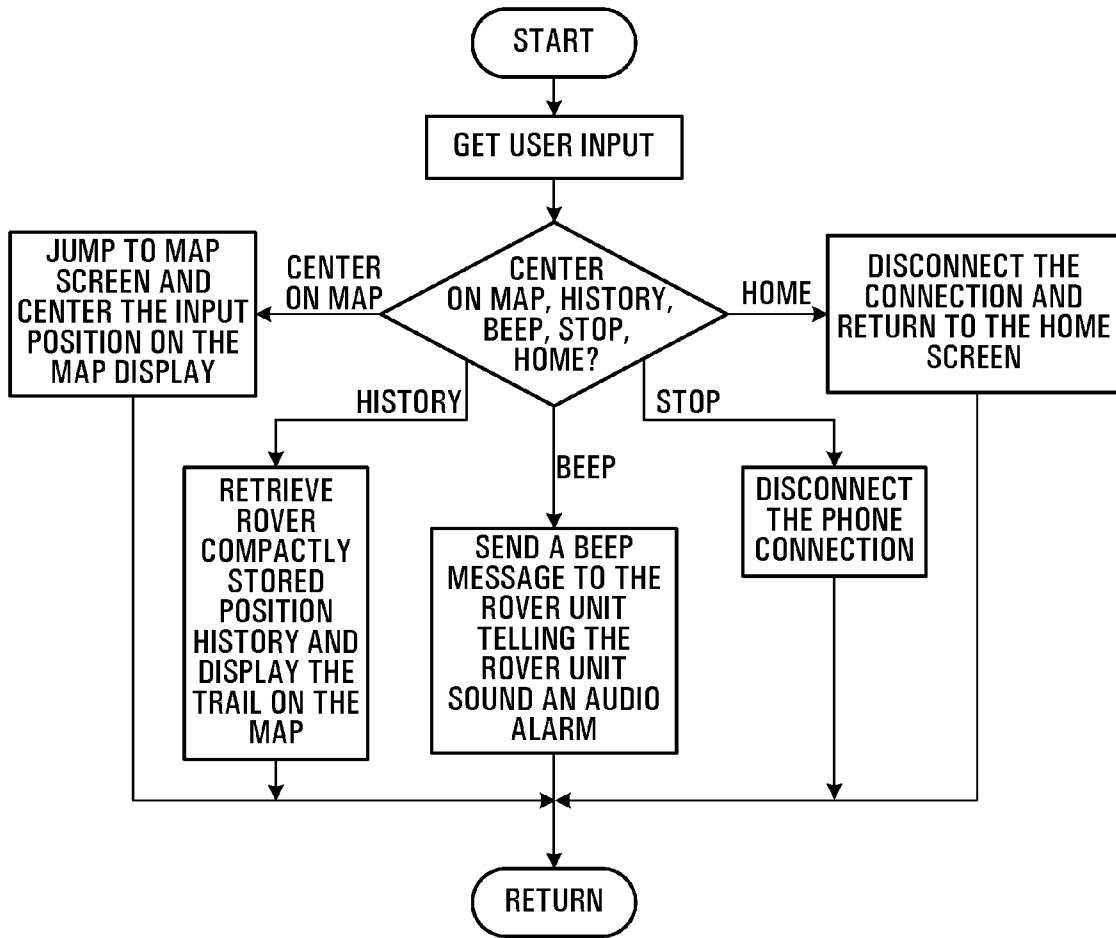 START
GET USER INPUT
CENTER
ON MAP, HISTORY,
BEEP, STOP,
HOME?
CENTER
ON MAP
JUMP TO MAP
SCREEN AND
CENTER THE INPUT
POSITION ON THE
MAP DISPLAY
HOME
DISCONNECT THE
CONNECTION AND
RETURN TO THE HOME
SCREEN
HISTORY
RETRIEVE
ROVER
COMPACTLY
STORED
POSITION
HISTORY AND
DISPLAY THE
TRAIL ON THE
MAP
BEEP
SEND A BEEP
MESSAGE TO THE
ROVER UNIT
TELLING THE
ROVER UNIT
SOUND AN AUDIO
ALARM
STOP
DISCONNECT
THE PHONE
CONNECTION
RETURN